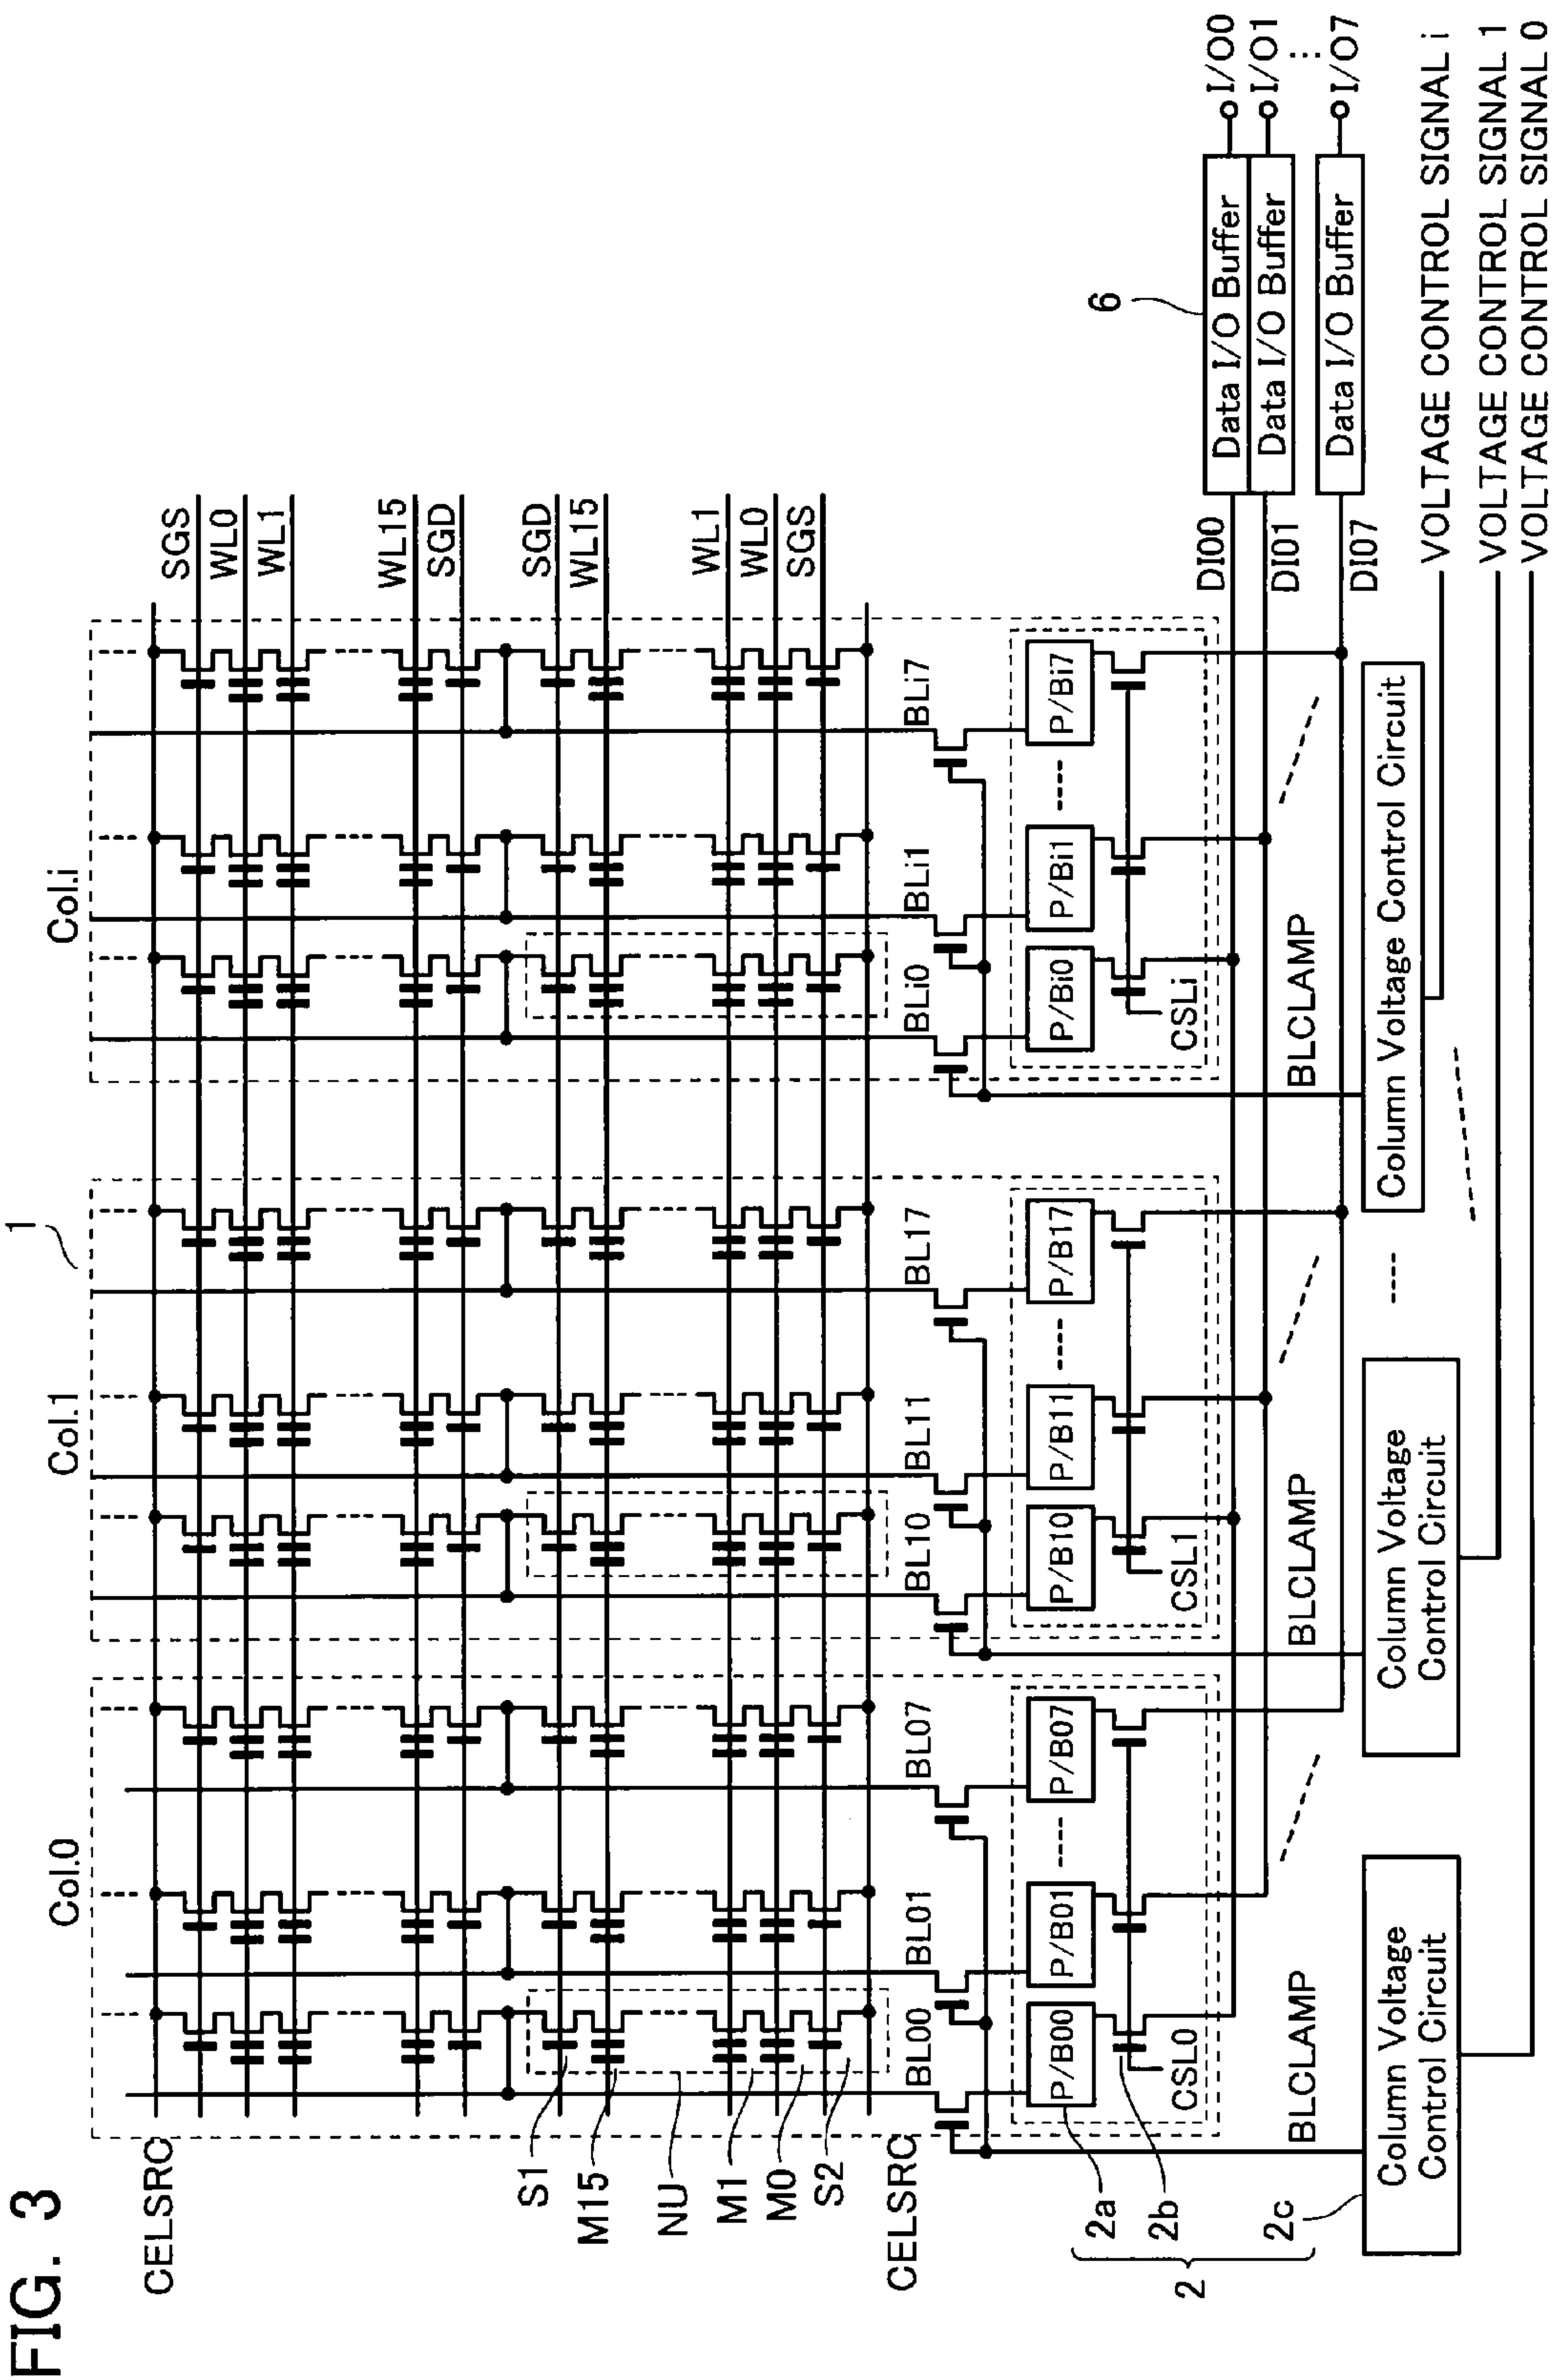 FIG. 3
Col.0
Col.1
Col.i
1
CELSRC
SGS
WL0
WL1
WL15
SGD
SGD
WL15
WL1
WL0
SGS
S1
M15
NU
M1
M0
S2
CELSRC
BL00
BL01
BL07
BL10
BL11
BL17
BLi0
BLi1
BLi7
P/B00
P/B01
P/B07
P/B10
P/B11
P/B17
P/Bi0
P/Bi1
P/Bi7
2a
2b
2c
2
CSL0
CSL1
CSLi
6
DI00
DI01
DI07
Data I/O Buffer
Data I/O Buffer
Data I/O Buffer
I/O0
I/O1
I/O7
BLCLAMP
BLCLAMP
BLCLAMP
Column Voltage
Control Circuit
Column Voltage
Control Circuit
Column Voltage Control Circuit
VOLTAGE CONTROL SIGNAL i
VOLTAGE CONTROL SIGNAL 1
VOLTAGE CONTROL SIGNAL 0